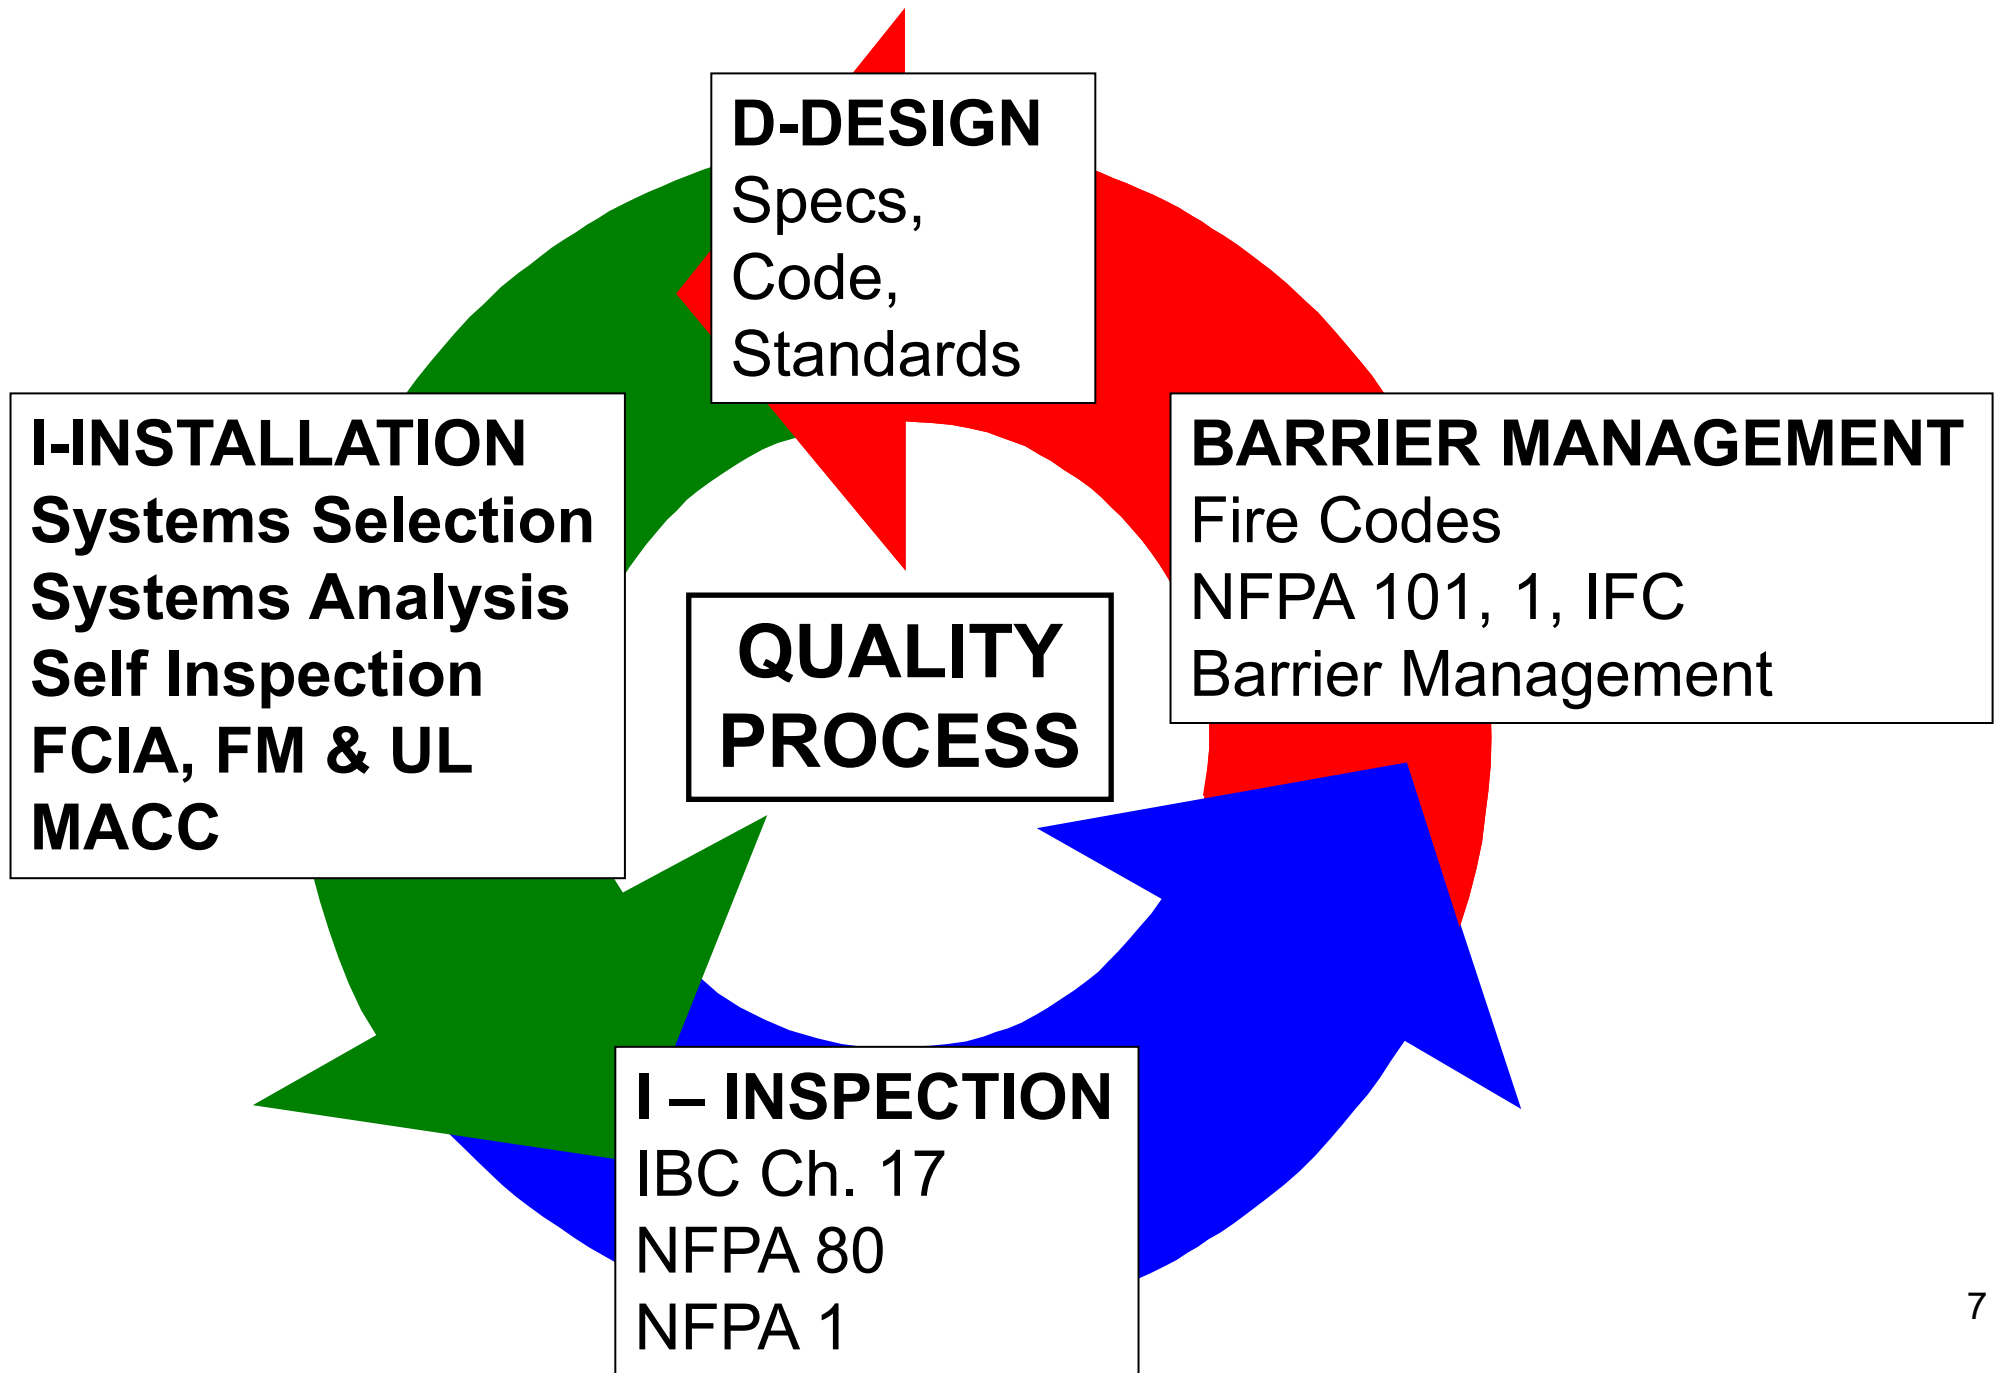 D-DESIGN
Specs,
Code,
Standards
I-INSTALLATION
Systems Selection
Systems Analysis
Self Inspection
FCIA, FM & UL
MACC
BARRIER MANAGEMENT
Fire Codes
NFPA 101, 1, IFC
Barrier Management
QUALITY
PROCESS
I – INSPECTION
IBC Ch. 17
NFPA 80
NFPA 1
7